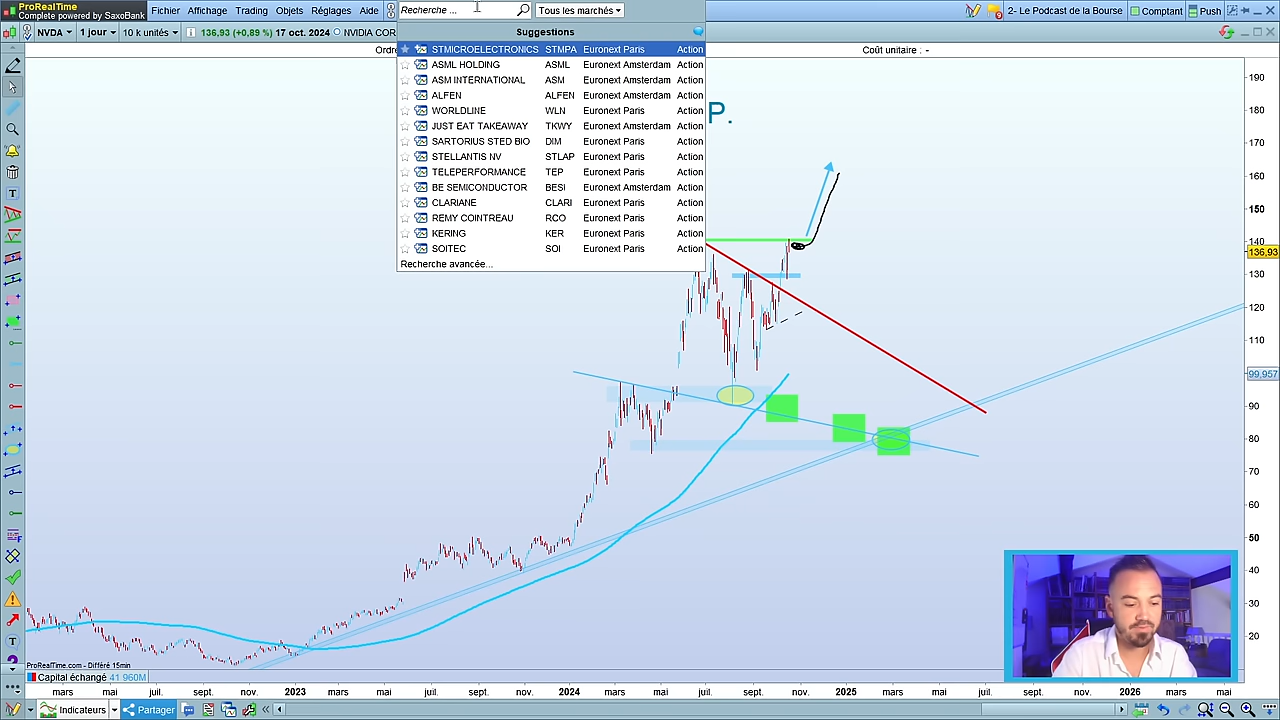 ProRealTime
Complete powered by SaxoBank
Fichier Affichage Trading Objets Réglages Aide
Recherche ...
Tous les marchés
2- Le Podcast de la Bourse
Comptant
Push
NVDA 1 jour 10 k unités 136,93 (+0,89 %) 17 oct. 2024 NVIDIA COR
Suggestions
Ordre
Coût unitaire : -
STMICROELECTRONICS STMPA Euronext Paris Action
ASML HOLDING ASML Euronext Amsterdam Action
ASM INTERNATIONAL ASM Euronext Amsterdam Action
ALFEN ALFEN Euronext Amsterdam Action
WORLDLINE WLN Euronext Paris Action
JUST EAT TAKEAWAY TKWY Euronext Amsterdam Action
SARTORIUS STED BIO DIM Euronext Paris Action
STELLANTIS NV STLAP Euronext Paris Action
TELEPERFORMANCE TEP Euronext Paris Action
BE SEMICONDUCTOR BESI Euronext Amsterdam Action
CLARIANE CLARI Euronext Paris Action
REMY COINTREAU RCO Euronext Paris Action
KERING KER Euronext Paris Action
SOITEC SOI Euronext Paris Action
Recherche avancée...
P.
190
180
170
160
150
140
136,93
130
120
110
99,957
90
80
70
60
50
40
30
20
ProRealTime.com - Différé 15min
Capital échangé 41 960M
mars mai juil. sept. nov. 2023 mars mai juil. sept. nov. 2024 mars mai juil. sept. nov. 2025 mars mai juil. sept. nov. 2026 mars mai
Indicateurs
Partager